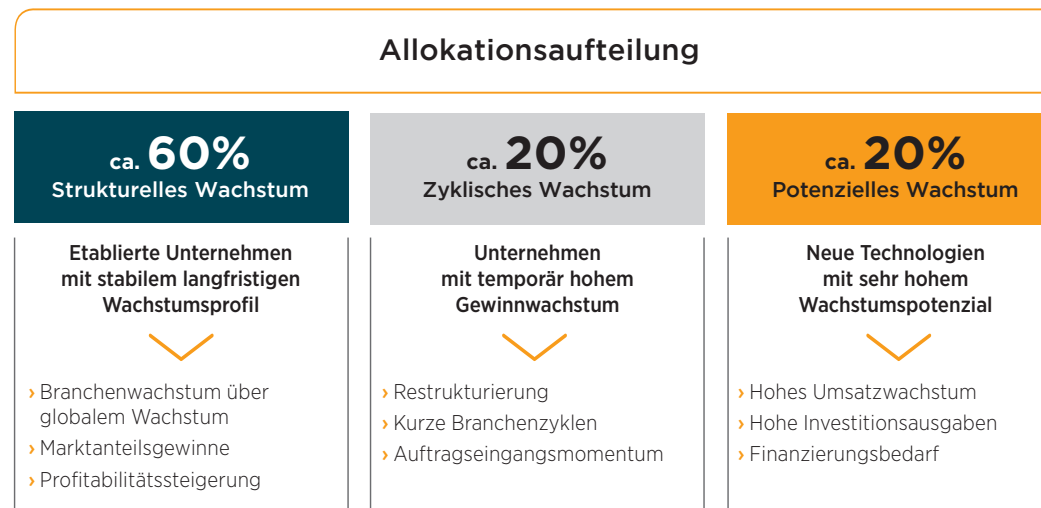 Allokationsaufteilung
ca. 60%
Strukturelles Wachstum
Etablierte Unternehmen
mit stabilem langfristigen
Wachstumsprofil
› Branchenwachstum über
globalem Wachstum
› Marktanteilsgewinne
› Profitabilitätssteigerung
ca. 20%
Zyklisches Wachstum
Unternehmen
mit temporär hohem
Gewinnwachstum
› Restrukturierung
› Kurze Branchenzyklen
› Auftragseingangsmomentum
ca. 20%
Potenzielles Wachstum
Neue Technologien
mit sehr hohem
Wachstumspotenzial
› Hohes Umsatzwachstum
› Hohe Investitionsausgaben
› Finanzierungsbedarf